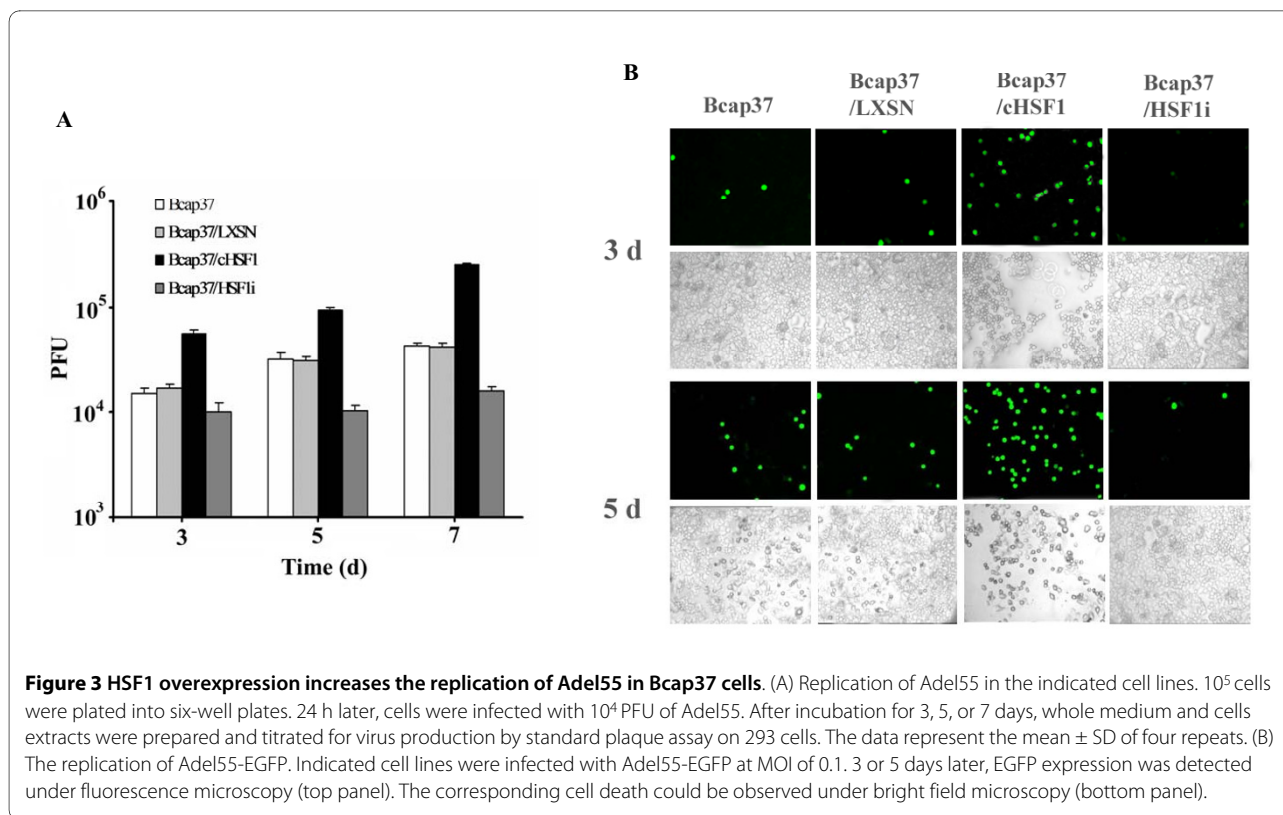 A
10⁶
10⁵
10⁴
10³
PFU
Bcap37
Bcap37/LXSN
Bcap37/cHSF1
Bcap37/HSF1i
3
5
7
Time (d)
B
Bcap37
Bcap37
/LXSN
Bcap37
/cHSF1
Bcap37
/HSF1i
3 d
5 d
Figure 3 HSF1 overexpression increases the replication of Adel55 in Bcap37 cells. (A) Replication of Adel55 in the indicated cell lines. 10⁵ cells
were plated into six-well plates. 24 h later, cells were infected with 10⁴ PFU of Adel55. After incubation for 3, 5, or 7 days, whole medium and cells
extracts were prepared and titrated for virus production by standard plaque assay on 293 cells. The data represent the mean ± SD of four repeats. (B)
The replication of Adel55-EGFP. Indicated cell lines were infected with Adel55-EGFP at MOI of 0.1. 3 or 5 days later, EGFP expression was detected
under fluorescence microscopy (top panel). The corresponding cell death could be observed under bright field microscopy (bottom panel).